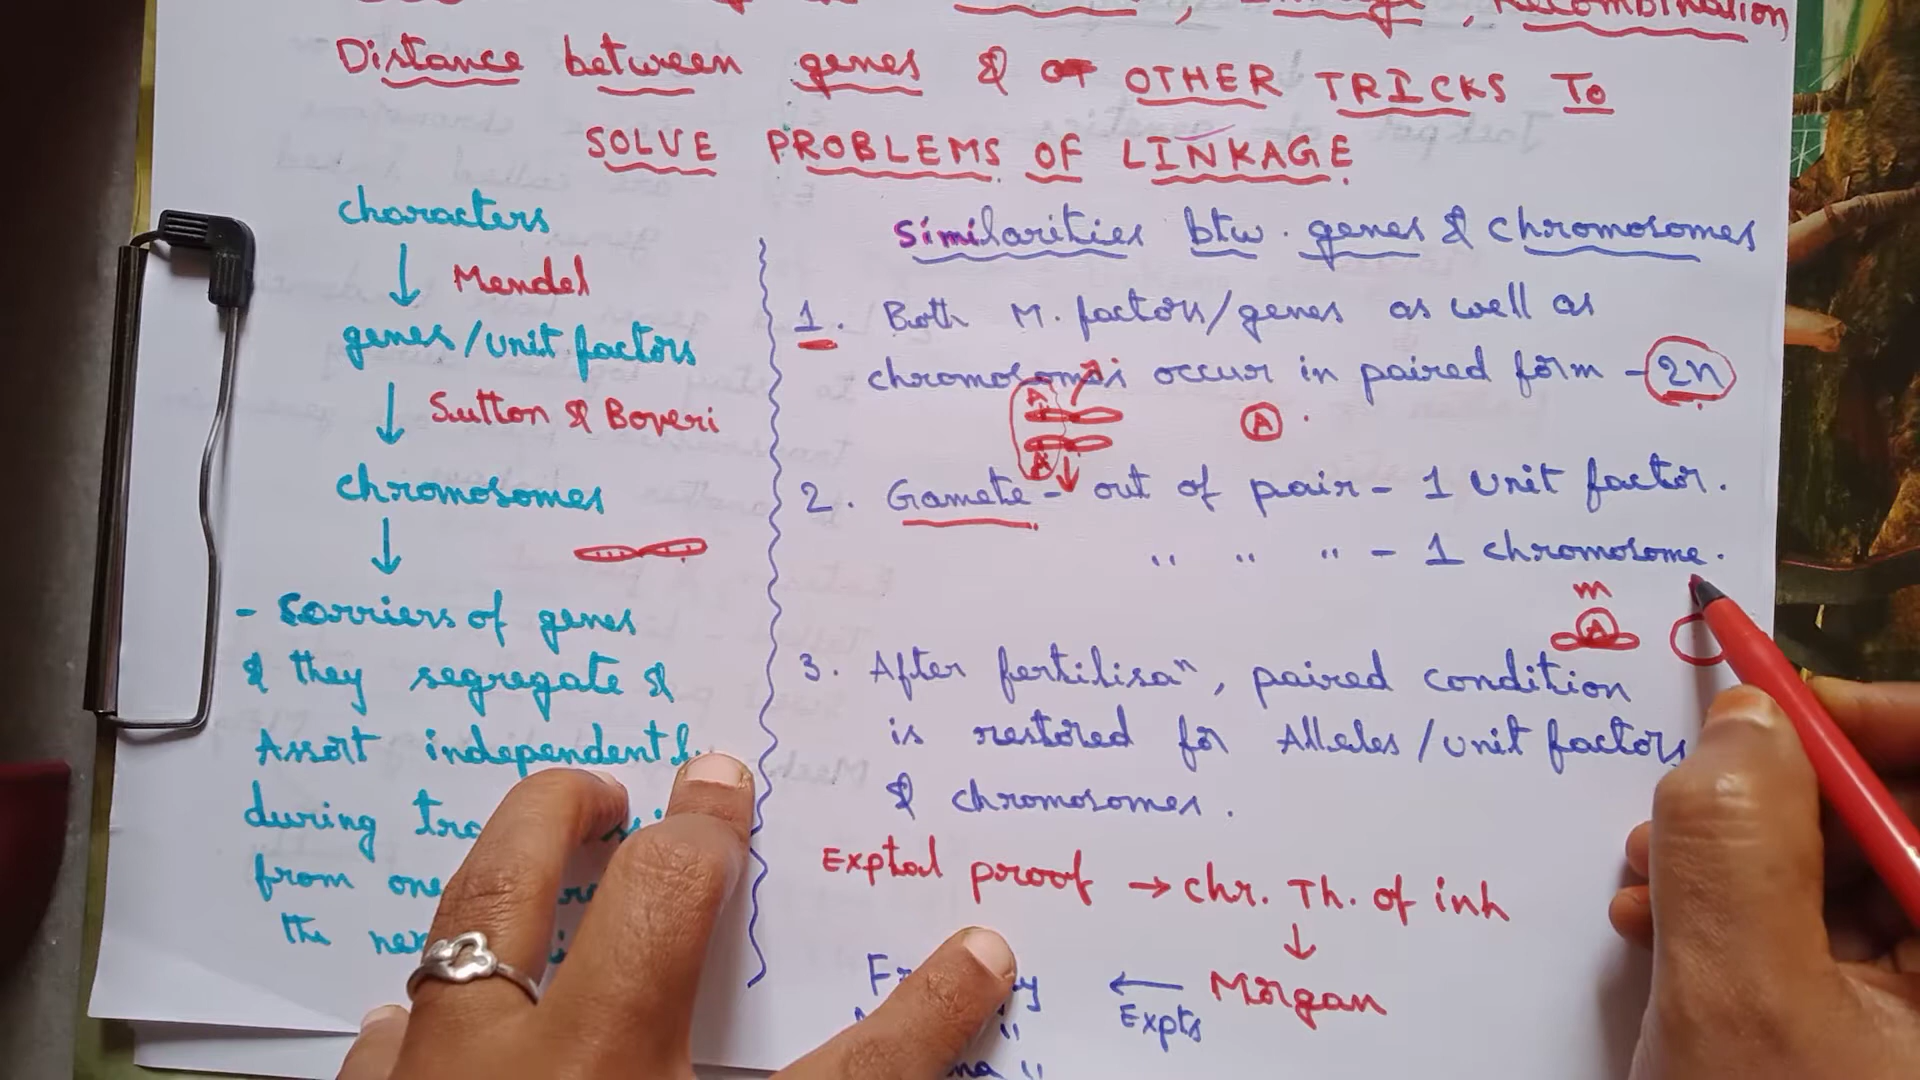 Recombination
Distance between genes & OTHER TRICKS TO
SOLVE PROBLEMS OF LINKAGE.
characters
Mendel
genes/unit factors
Sutton & Boveri
chromosomes
- carriers of genes
& they segregate &
Assort
during
from one
the
Similarities btw. genes & chromosomes
1. Both M. factors/genes as well as
chromosomes occur in paired form - 2n
A
A
A
2. Gamete - out of pair - 1 unit factor.
" " " - 1 chromosome.
m
A
3. After fertilisaⁿ, paired condition
is restored for Alleles/unit factors
& chromosomes.
Exptal proof → chr. Th. of inh
Morgan
Expts